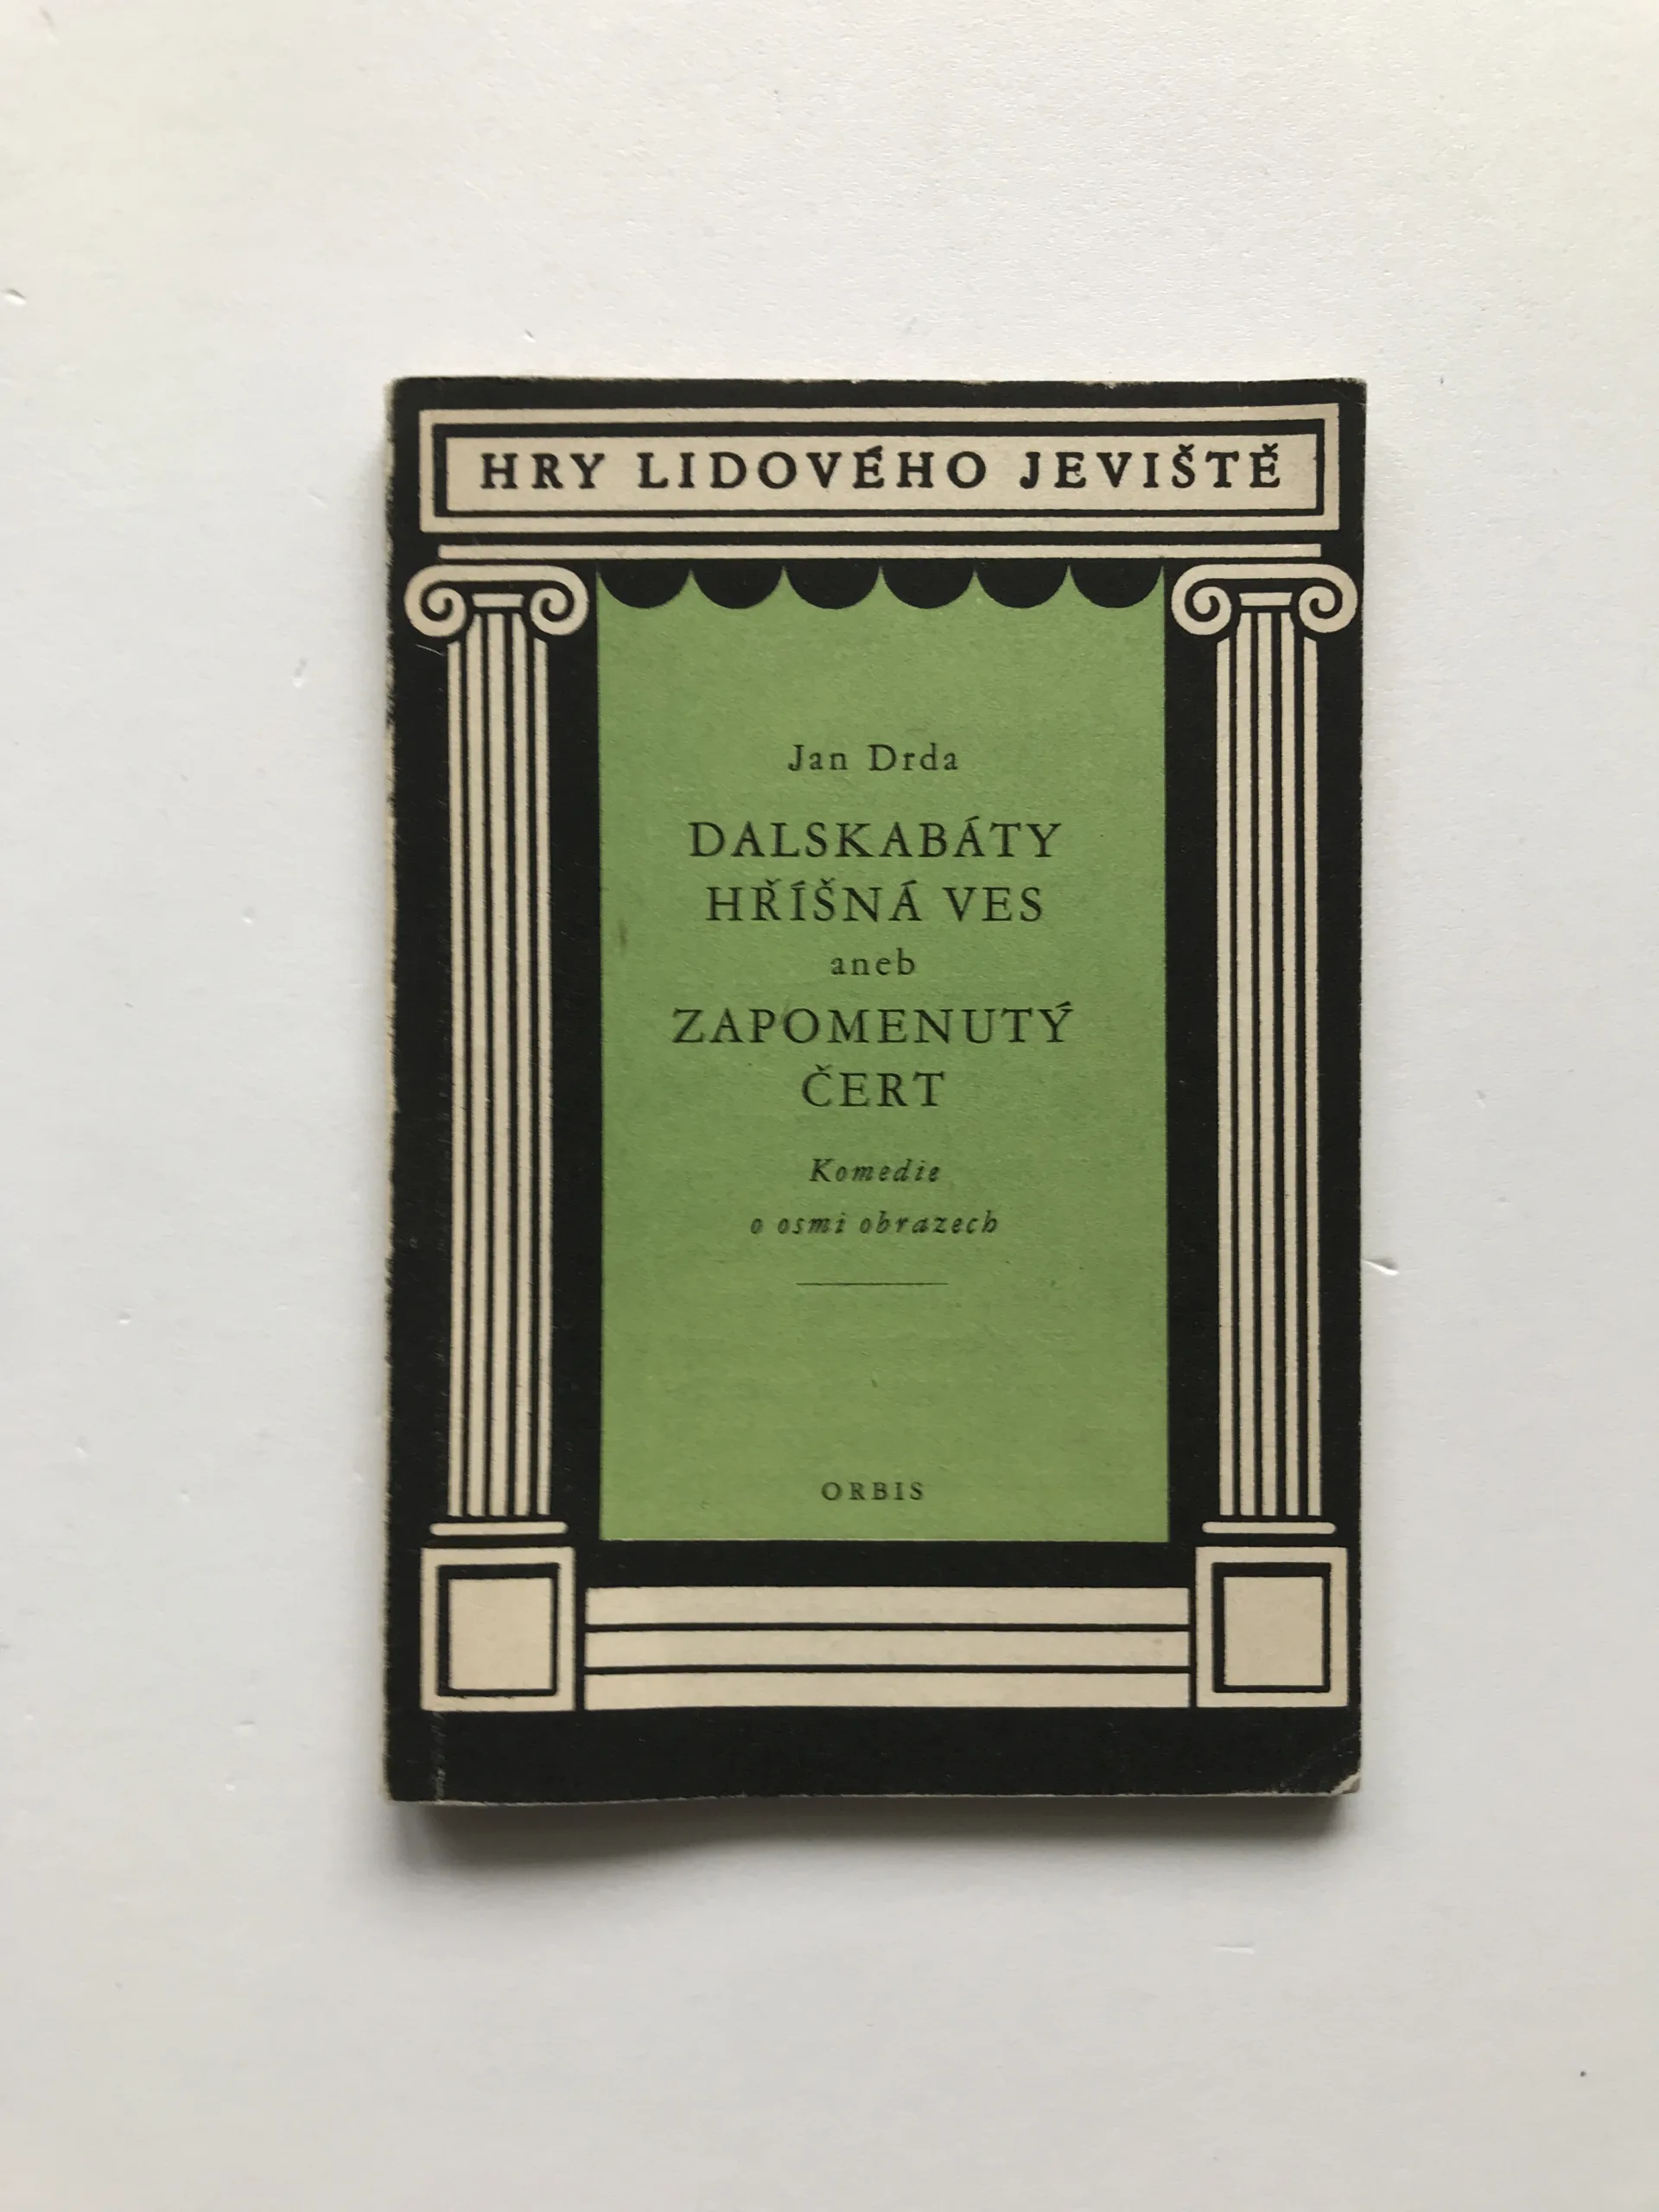 HRY LIDOVÉHO JEVIŠTĚ
Jan Drda
DALSKABÁTY
HŘÍŠNÁ VES
aneb
ZAPOMENUTÝ
ČERT
Komedie
o osmi obrazech
ORBIS